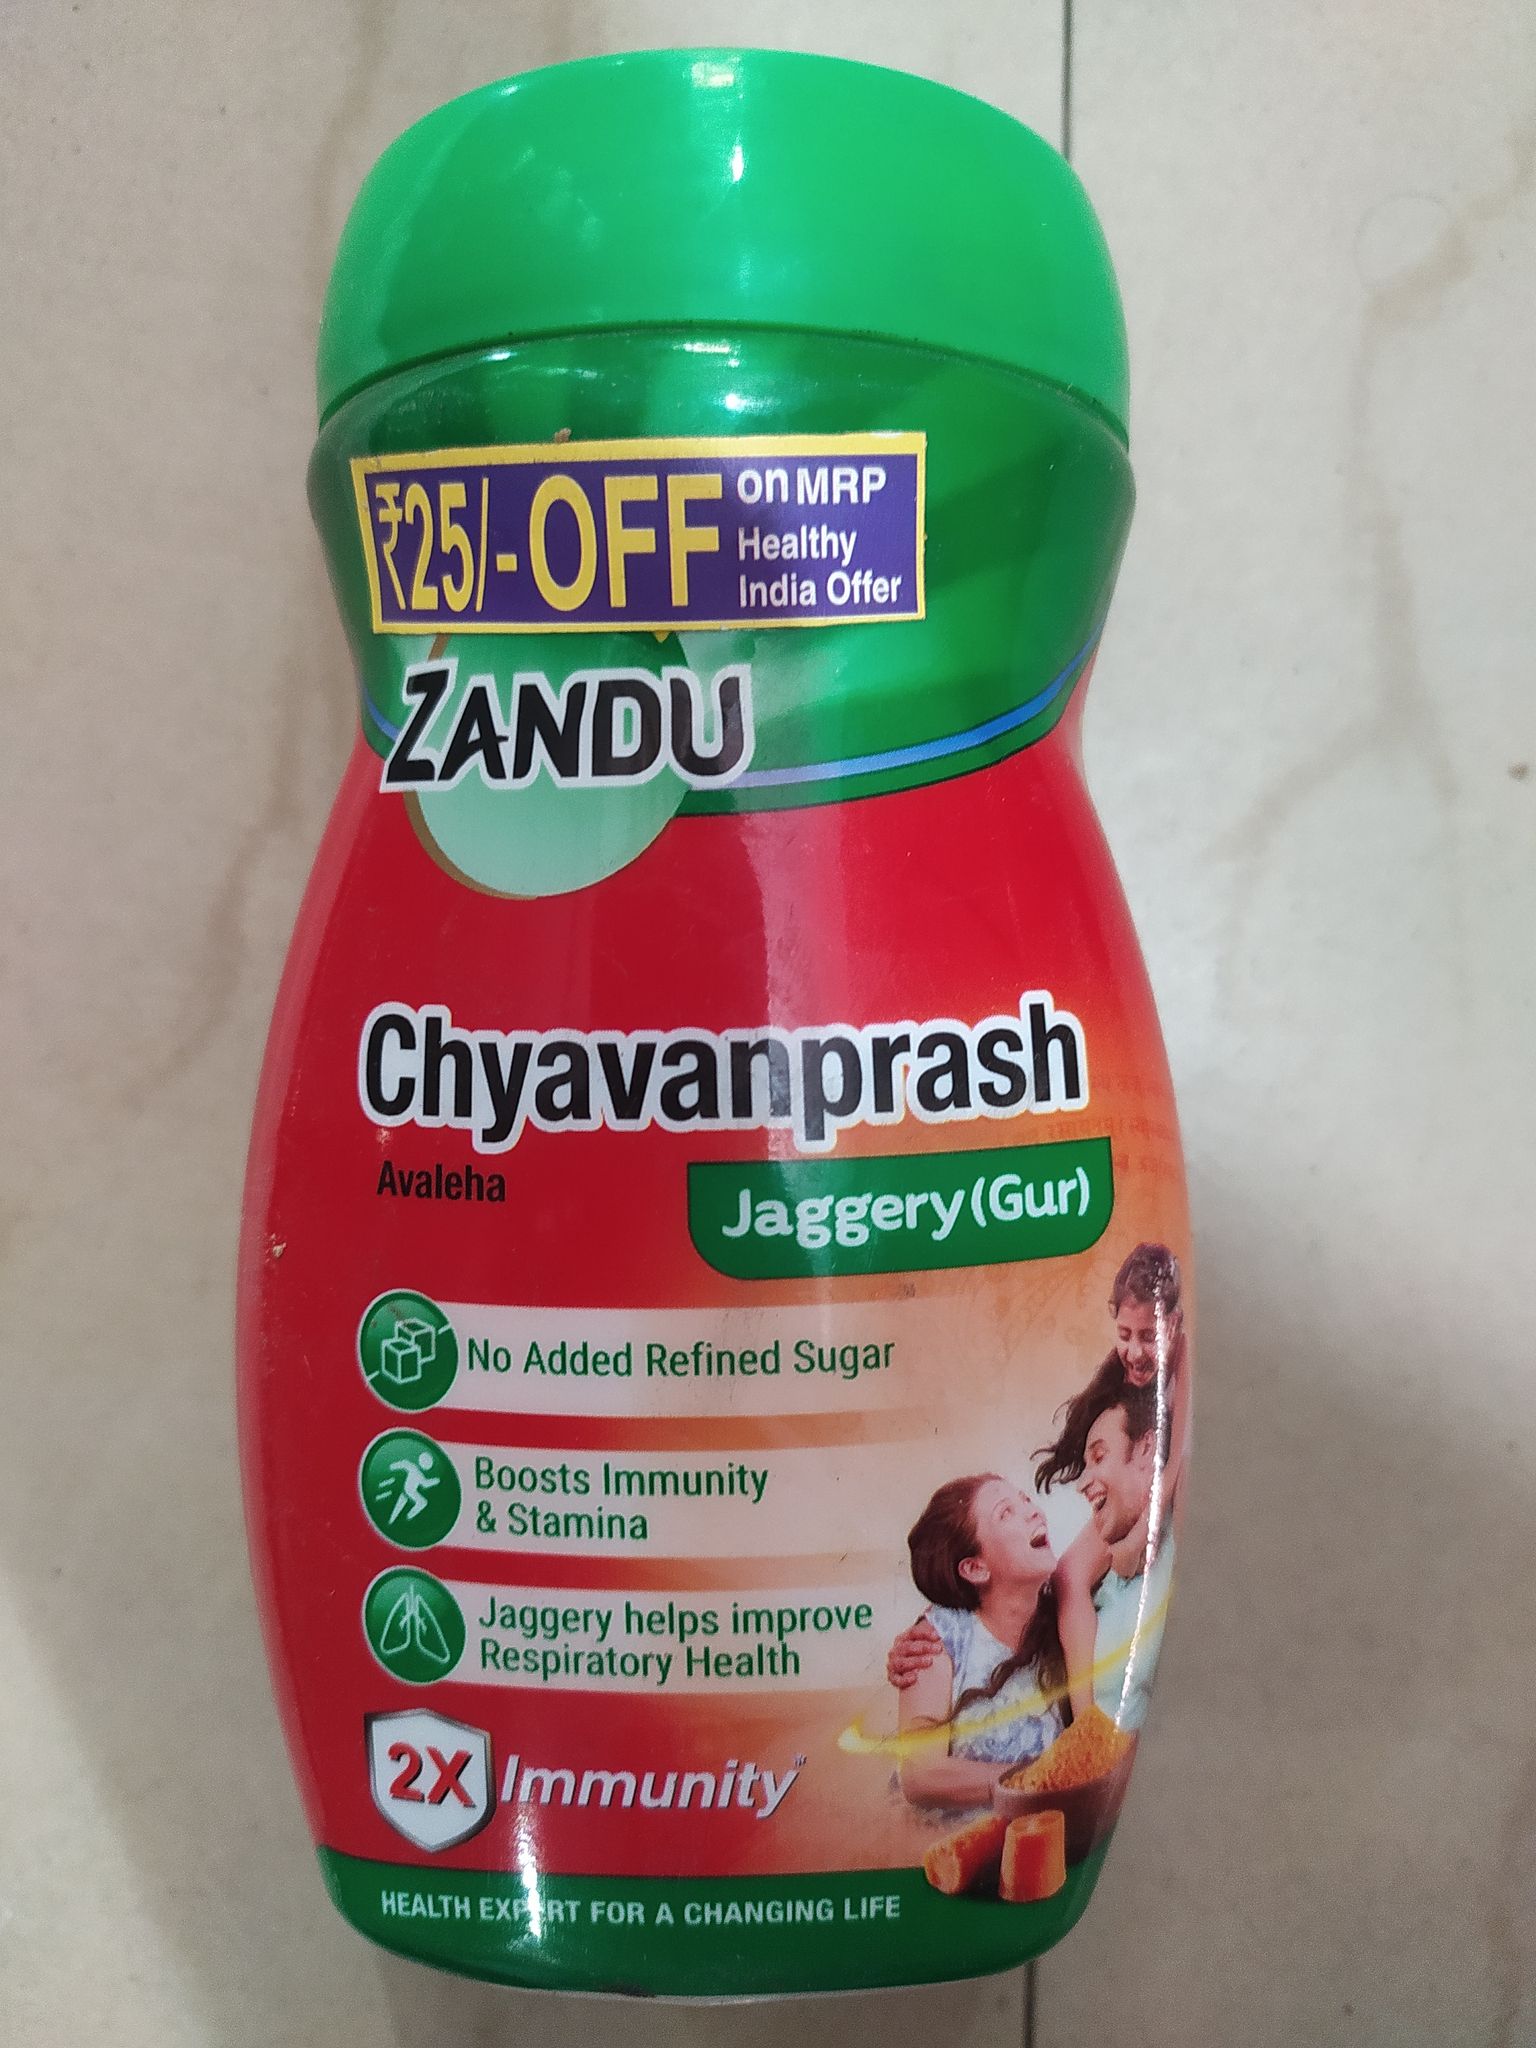 ₹25/- OFF
on MRP
Healthy
India Offer
ZANDU
Chyavanprash
Avaleha
Jaggery (Gur)
No Added Refined Sugar
Boosts Immunity
& Stamina
Jaggery helps improve
Respiratory Health
2X Immunity
HEALTH EXPERT FOR A CHANGING LIFE